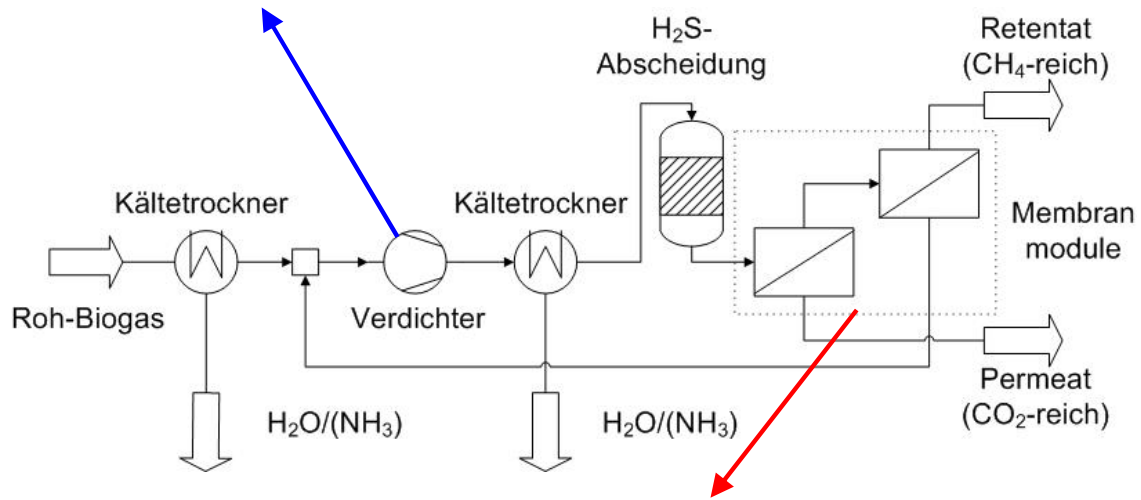 H₂S-
Abscheidung
Retentat
(CH₄-reich)
Kältetrockner
Kältetrockner
Membran
module
Roh-Biogas
Verdichter
Permeat
(CO₂-reich)
H₂O/(NH₃)
H₂O/(NH₃)